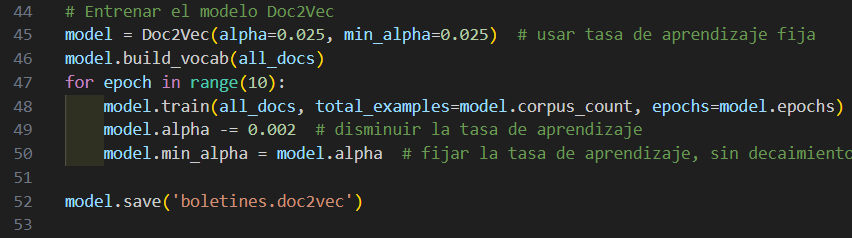 44 # Entrenar el modelo Doc2Vec
45 model = Doc2Vec(alpha=0.025, min_alpha=0.025)  # usar tasa de aprendizaje fija
46 model.build_vocab(all_docs)
47 for epoch in range(10):
48     model.train(all_docs, total_examples=model.corpus_count, epochs=model.epochs)
49     model.alpha -= 0.002  # disminuir la tasa de aprendizaje
50     model.min_alpha = model.alpha  # fijar la tasa de aprendizaje, sin decaimiento
51
52 model.save('boletines.doc2vec')
53